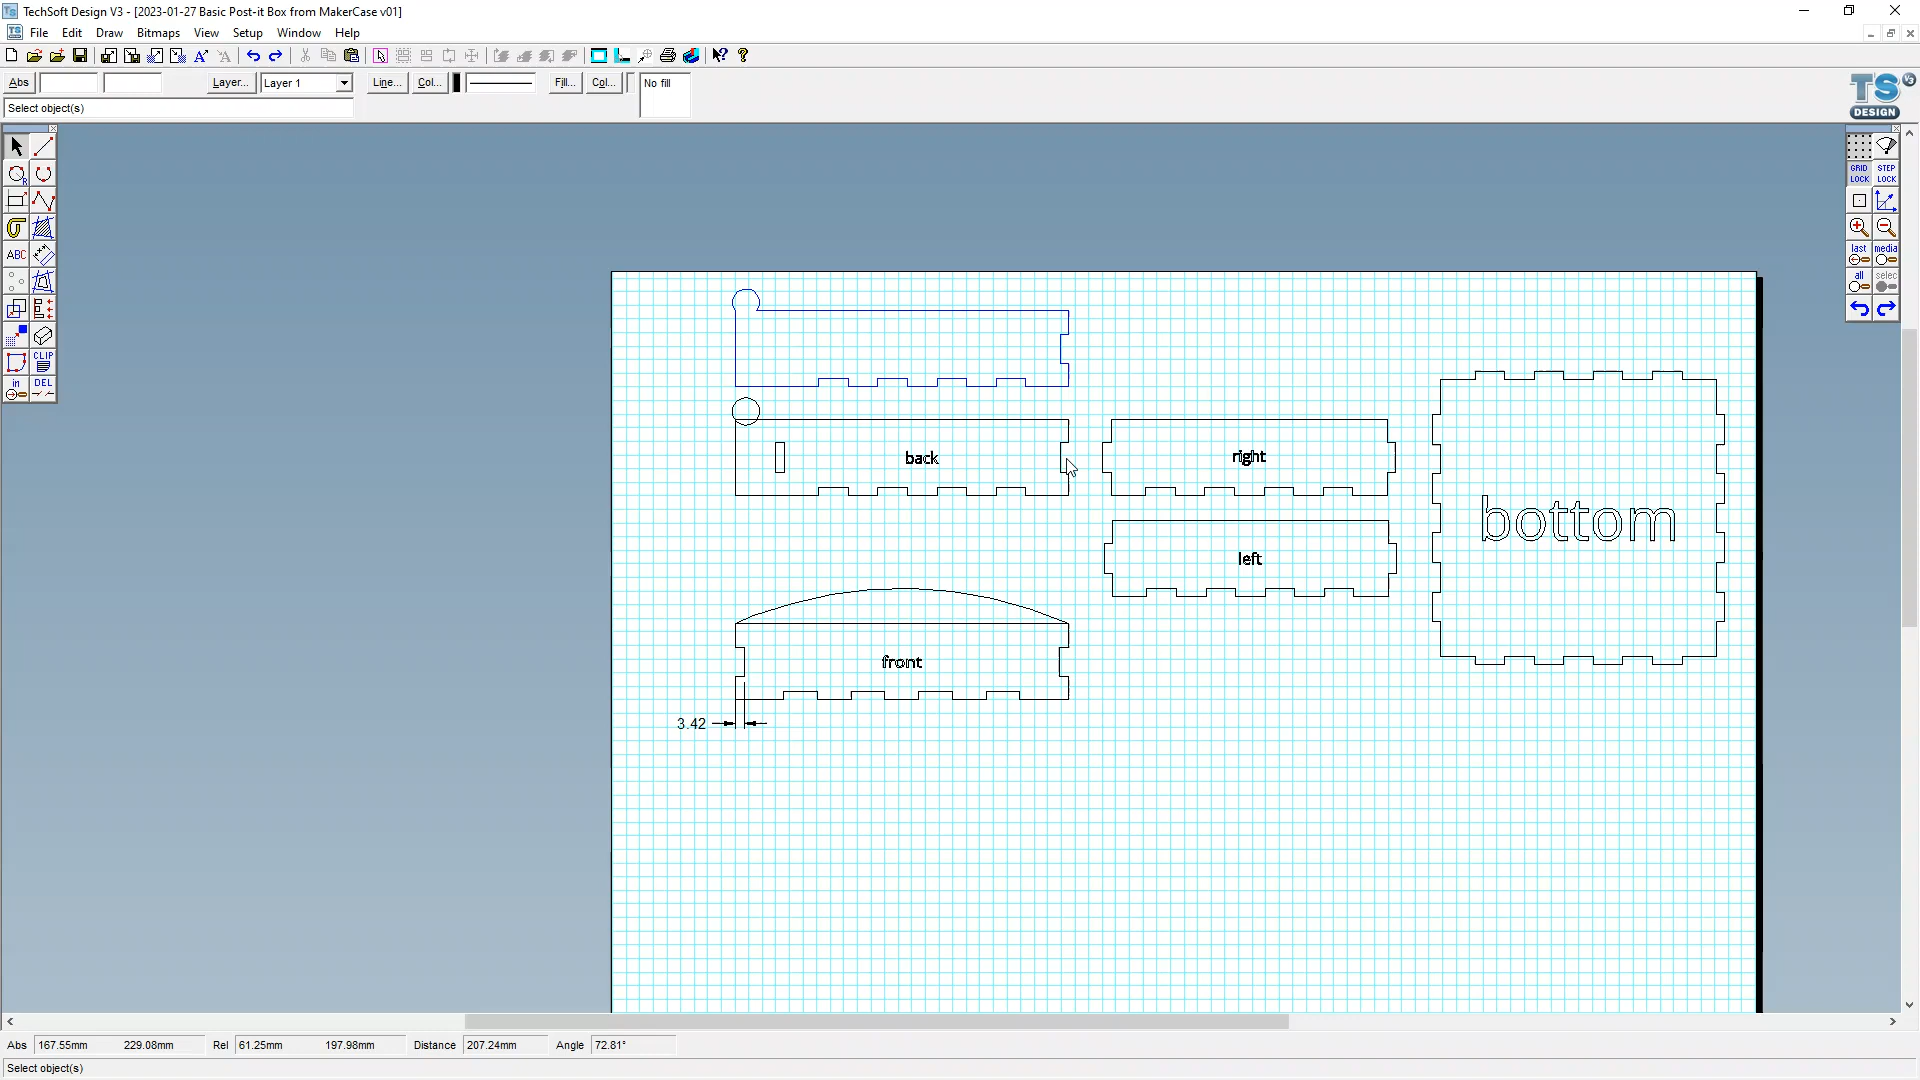 TechSoft Design V3 - [2023-01-27 Basic Post-it Box from MakerCase v01]
File Edit Draw Bitmaps View Setup Window Help
Abs Layer... Layer 1 Line... Col... Fill... Col... No fill
Select object(s)
TS V3
DESIGN
GRID LOCK STEP LOCK
ABC
last media
all selec
CLIP
in DEL
back
right
bottom
left
front
3.42
Abs 167.55mm 229.08mm Rel 61.25mm 197.98mm Distance 207.24mm Angle 72.81°
Select object(s)